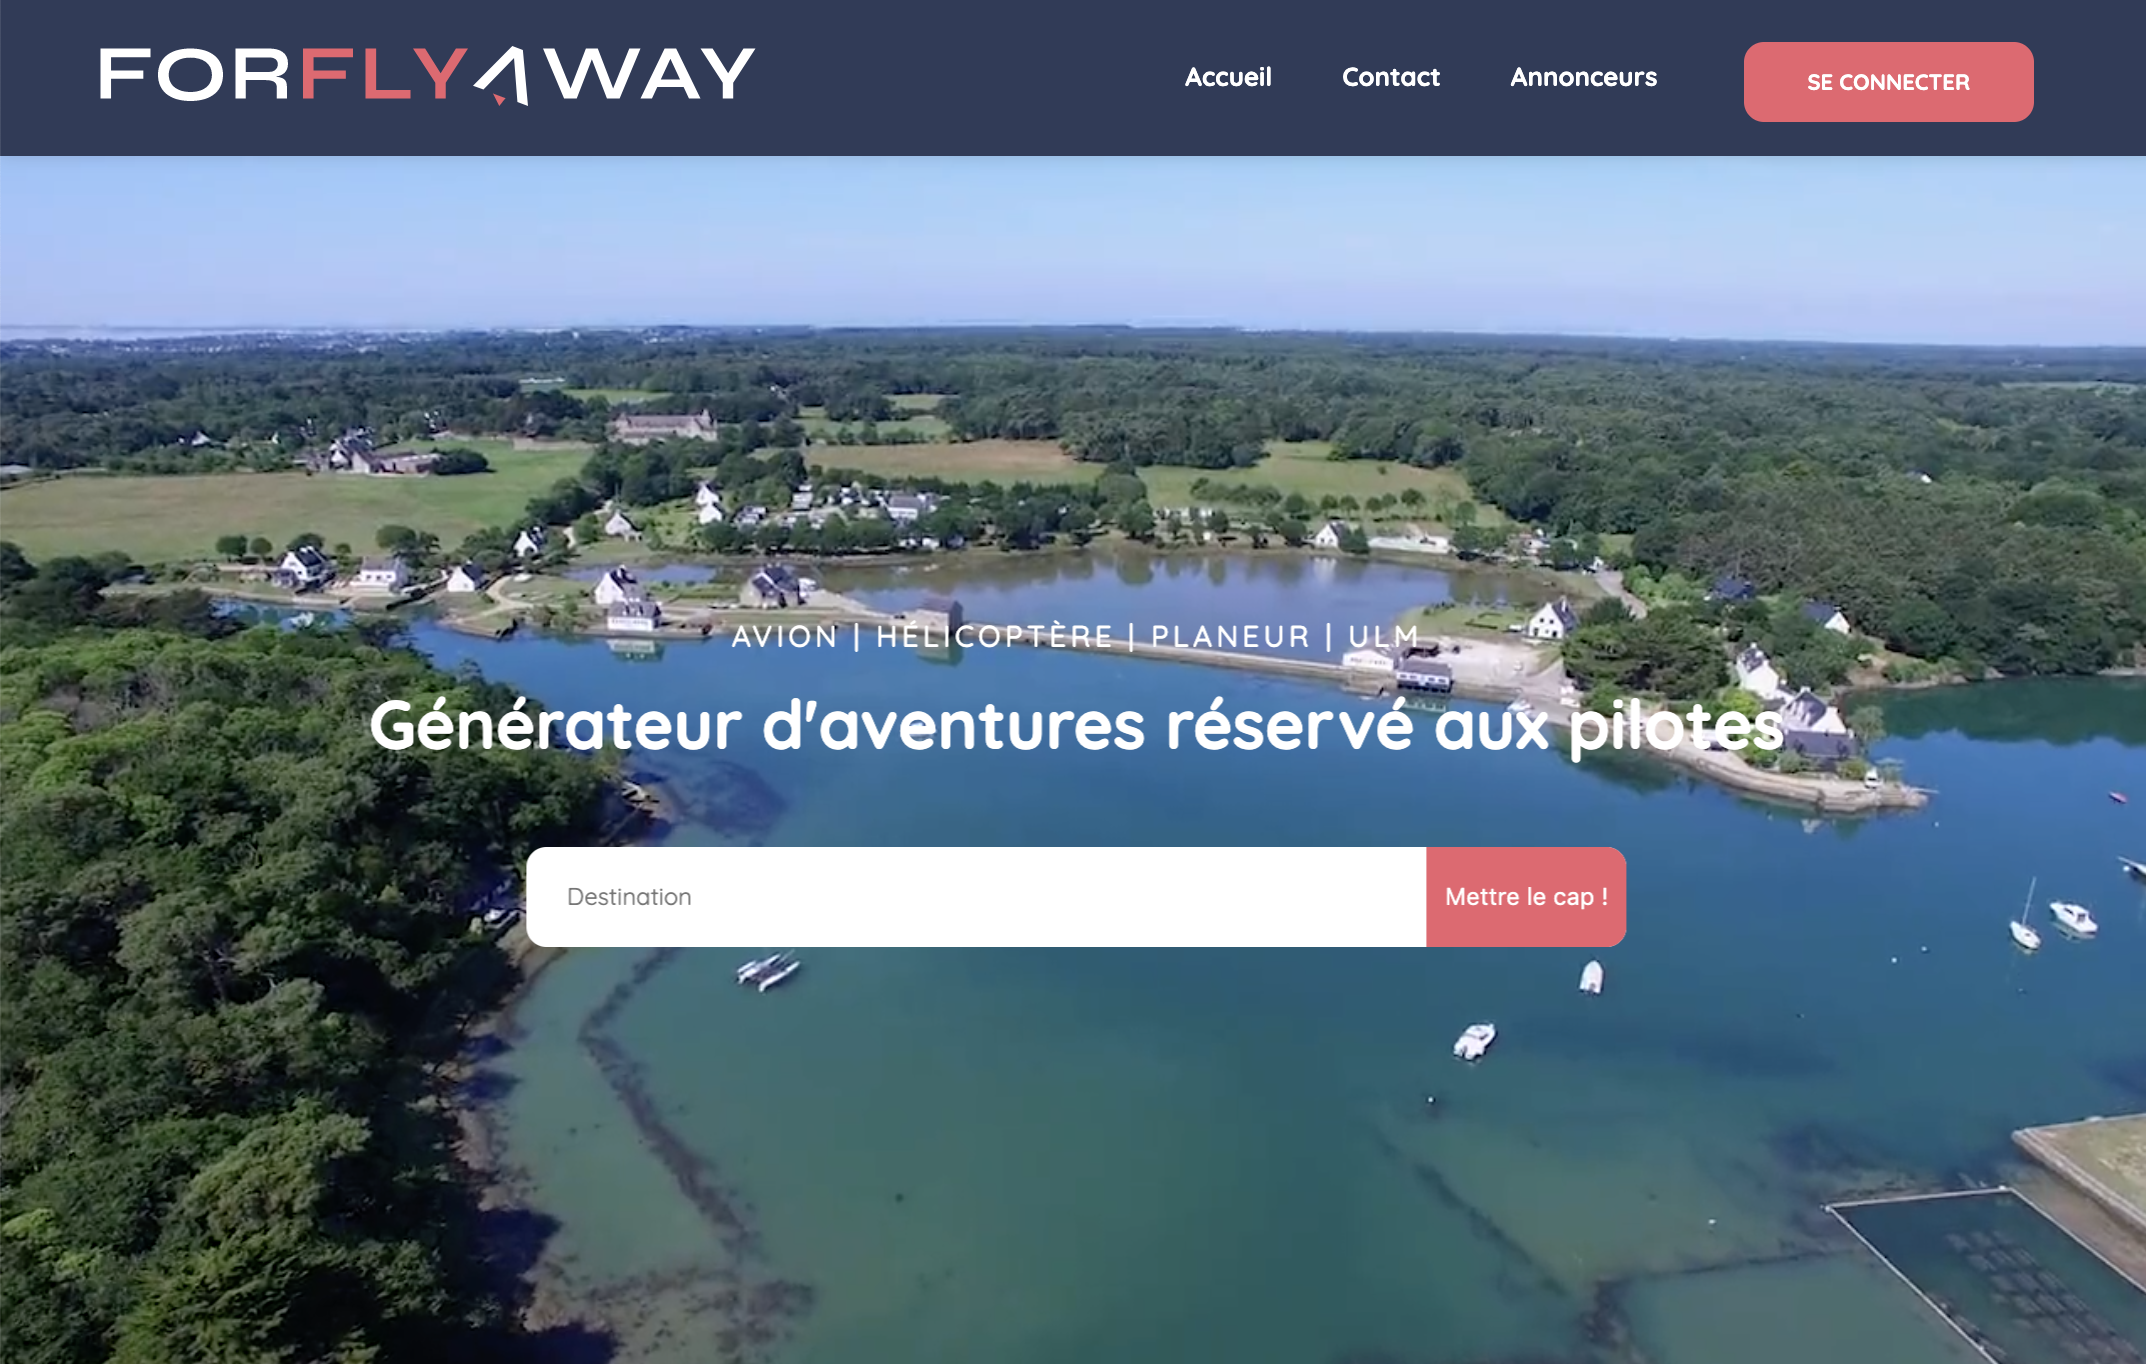 FORFLYAWAY
Accueil
Contact
Annonceurs
SE CONNECTER
AVION | HÉLICOPTÈRE | PLANEUR | ULM
Générateur d'aventures réservé aux pilotes
Destination
Mettre le cap !